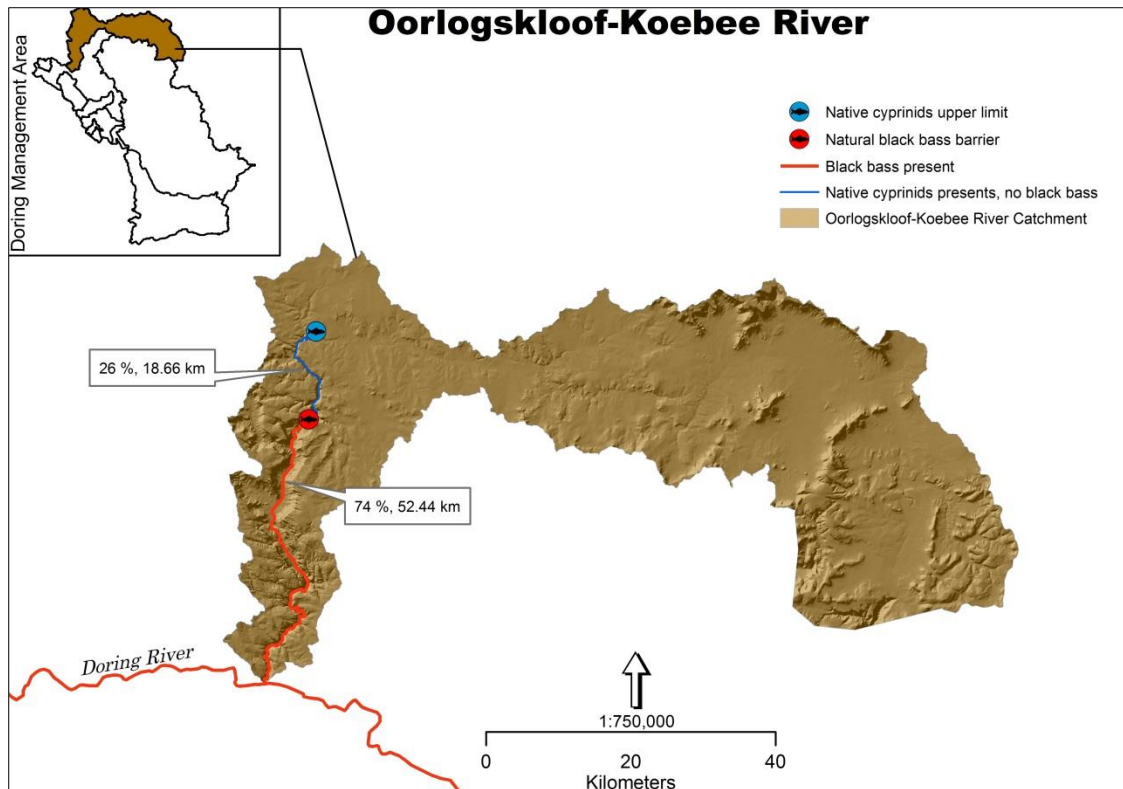 Oorlogskloof-Koebee River
Doring Management Area
Native cyprinids upper limit
Natural black bass barrier
Black bass present
Native cyprinids presents, no black bass
Oorlogskloof-Koebee River Catchment
26 %, 18.66 km
74 %, 52.44 km
Doring River
1:750,000
0 20 40
Kilometers